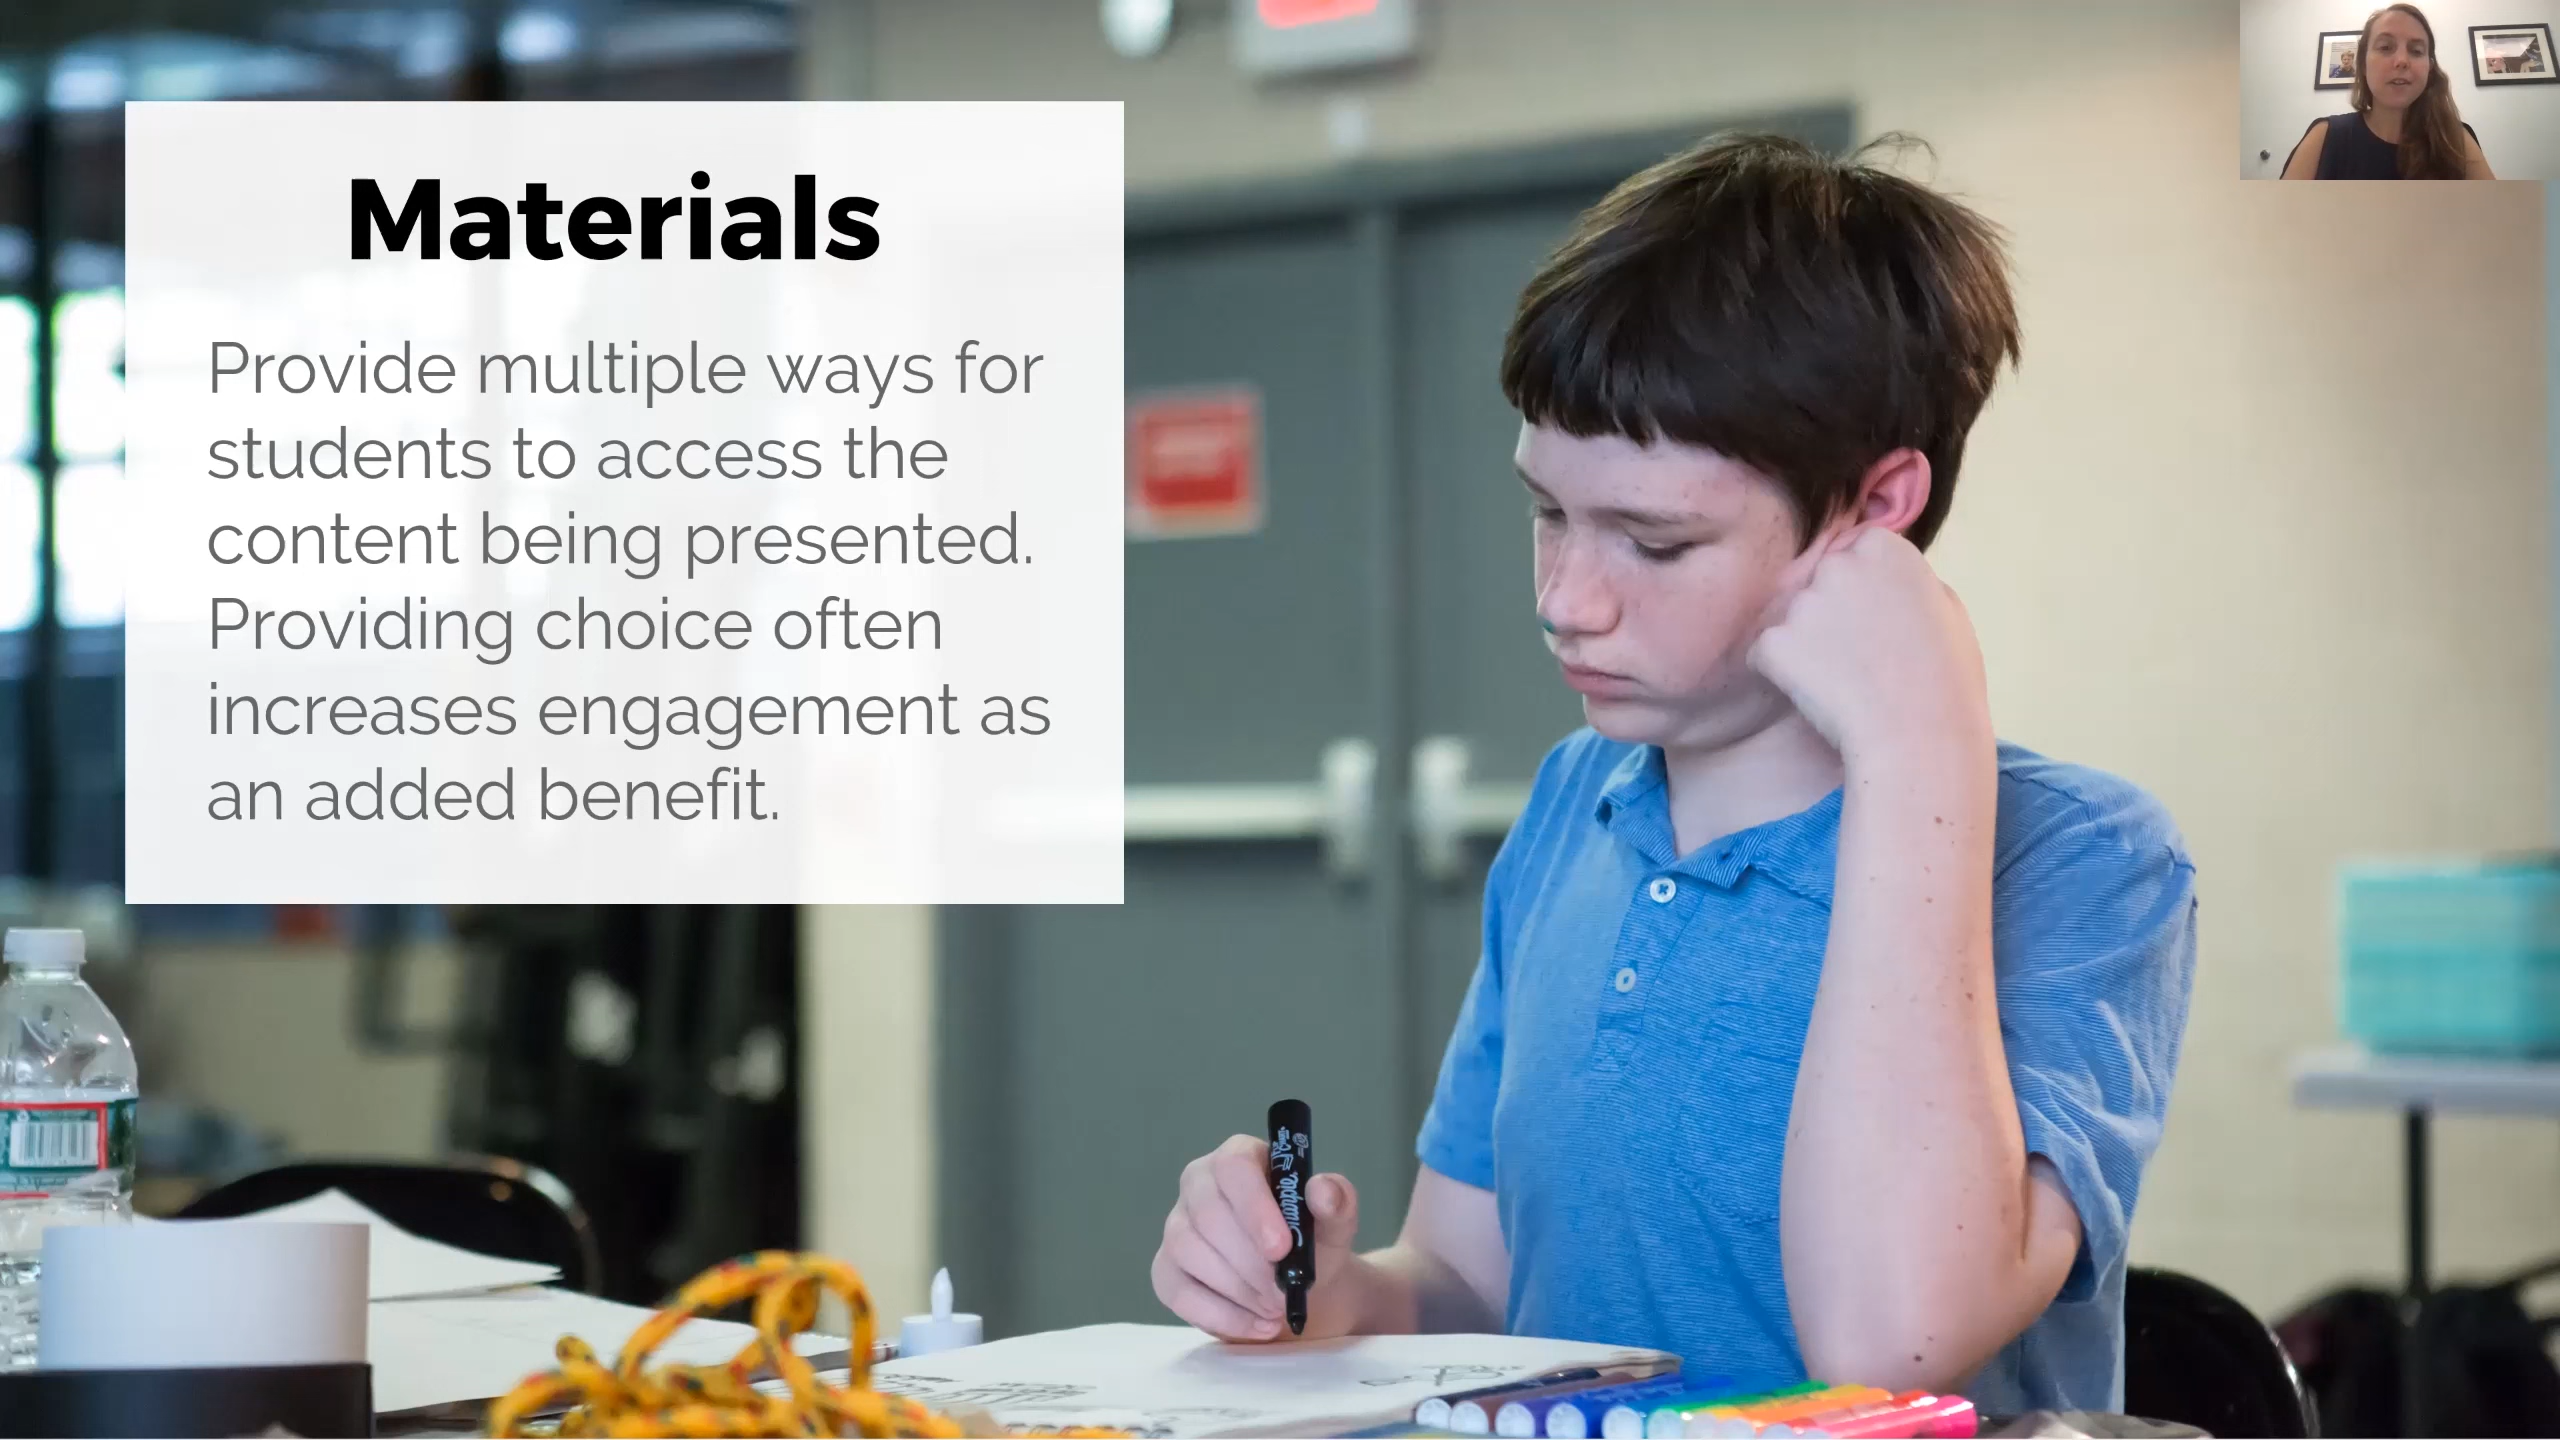 Materials
Provide multiple ways for
students to access the
content being presented.
Providing choice often
increases engagement as
an added benefit.
Sharpie